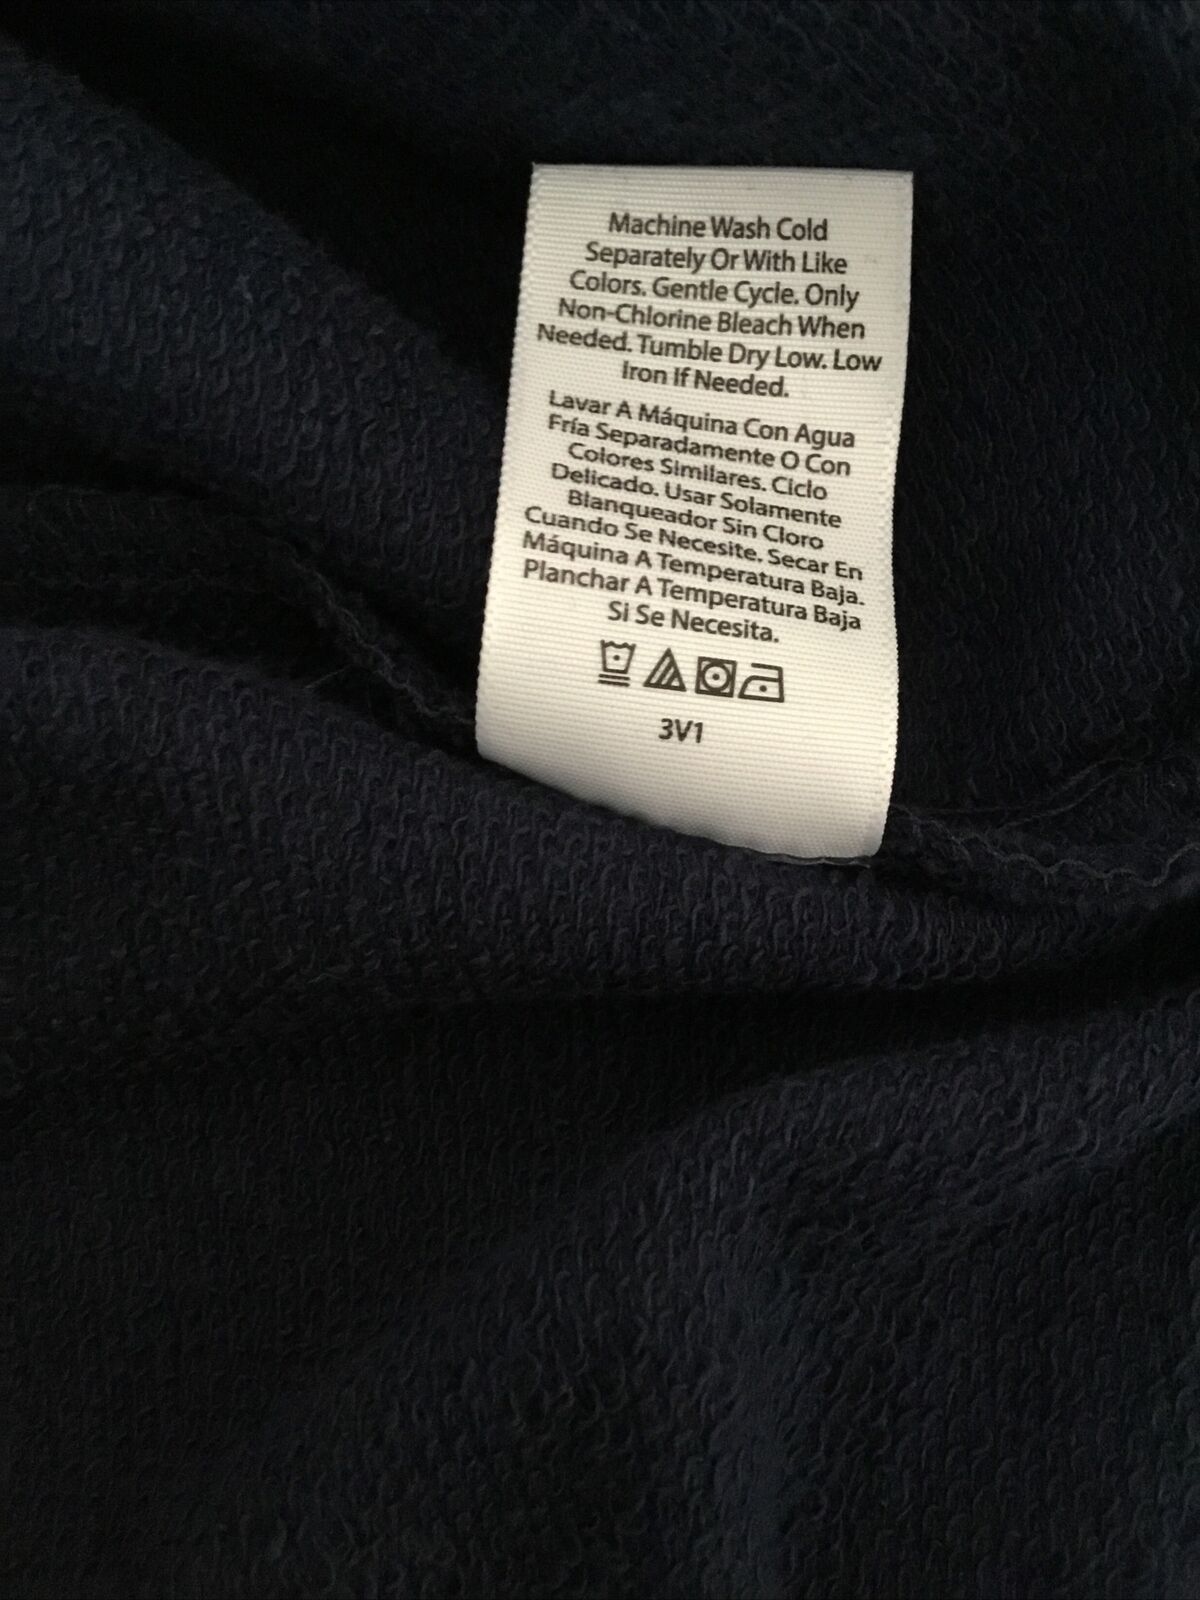 Machine Wash Cold
Separately Or With Like
Colors. Gentle Cycle. Only
Non-Chlorine Bleach When
Needed. Tumble Dry Low. Low
Iron If Needed.
Lavar A Máquina Con Agua
Fría Separadamente O Con
Colores Similares. Ciclo
Delicado. Usar Solamente
Blanqueador Sin Cloro
Cuando Se Necesite. Secar En
Máquina A Temperatura Baja.
Planchar A Temperatura Baja
Si Se Necesita.
3V1